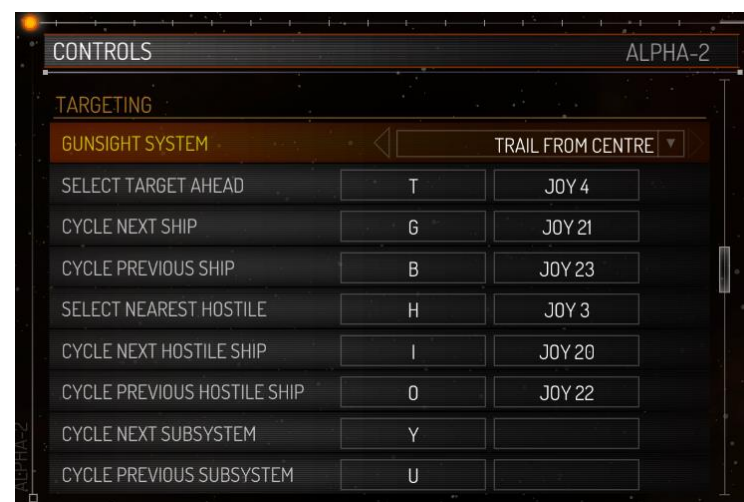 CONTROLS ALPHA-2
TARGETING
GUNSIGHT SYSTEM TRAIL FROM CENTRE
SELECT TARGET AHEAD T JOY 4
CYCLE NEXT SHIP G JOY 21
CYCLE PREVIOUS SHIP B JOY 23
SELECT NEAREST HOSTILE H JOY 3
CYCLE NEXT HOSTILE SHIP I JOY 20
CYCLE PREVIOUS HOSTILE SHIP O JOY 22
CYCLE NEXT SUBSYSTEM Y
CYCLE PREVIOUS SUBSYSTEM U
ALPHA-2